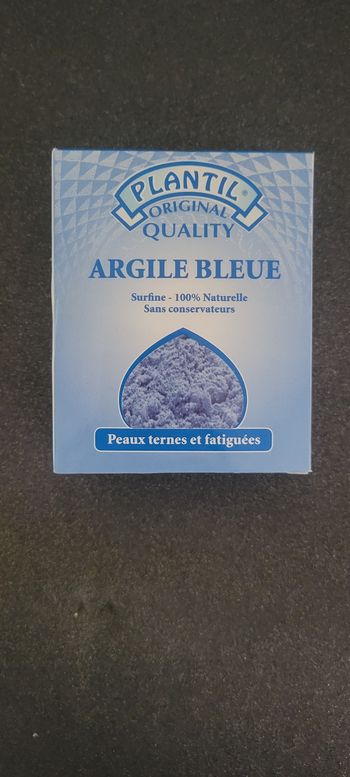 PLANTIL®
ORIGINAL
QUALITY
ARGILE BLEUE
Surfine - 100% Naturelle
Sans conservateurs
Peaux ternes et fatiguées